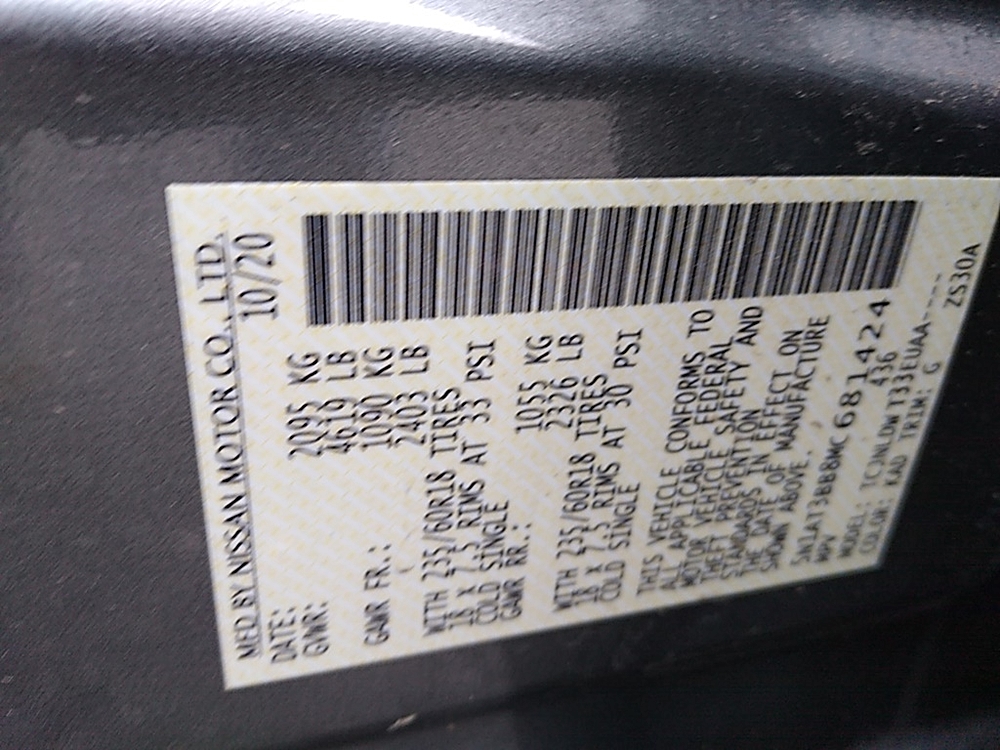 MFD BY NISSAN MOTOR CO., LTD.
DATE: 10/20
GVWR: 2095 KG
4619 LB
GAWR FR.: 1090 KG
2403 LB
WITH 235/60R18 TIRES
18 X 7.5 RIMS AT 33 PSI
COLD SINGLE
GAWR RR.: 1055 KG
2326 LB
WITH 235/60R18 TIRES
18 X 7.5 RIMS AT 30 PSI
COLD SINGLE
THIS VEHICLE CONFORMS TO
ALL APPLICABLE FEDERAL
MOTOR VEHICLE SAFETY AND
THEFT PREVENTION
STANDARDS IN EFFECT ON
THE DATE OF MANUFACTURE
SHOWN ABOVE.
5N1AT3BB8MC681424
MPV 436
MODEL: TCJNLDW T33EUAA----
COLOR: KAD TRIM: G
ZS30A